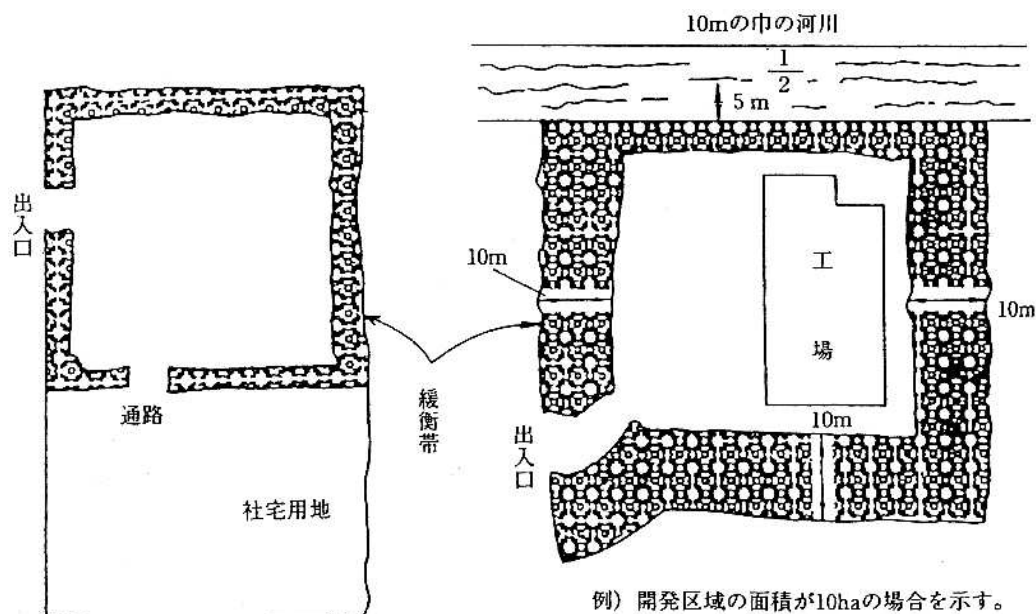 10mの巾の河川
1/2
5m
出入口
10m
工場
10m
緩衝帯
通路
10m
出入口
社宅用地
例) 開発区域の面積が10haの場合を示す。